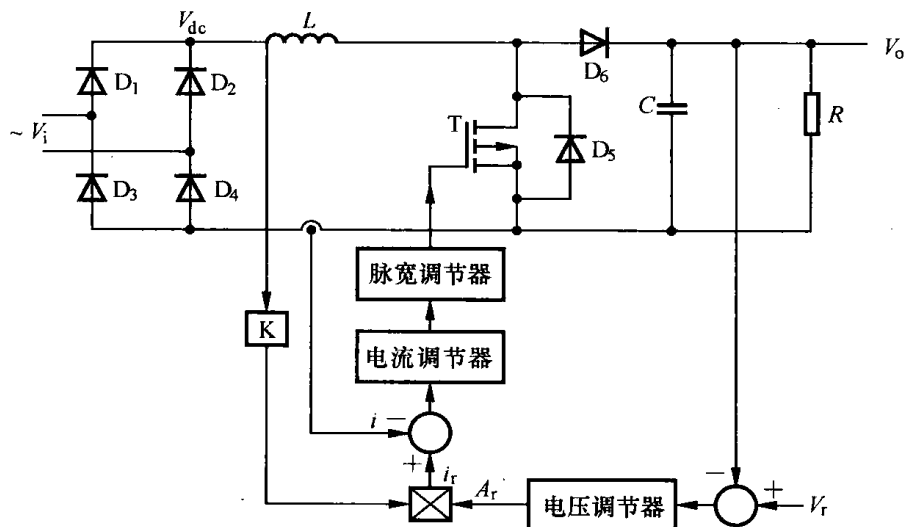 V_dc
L
V_o
D_1
D_2
D_6
C
R
~ V_i
T
D_5
D_3
D_4
脉宽调节器
K
电流调节器
i
−
+
i_r
A_r
电压调节器
−
+
V_r